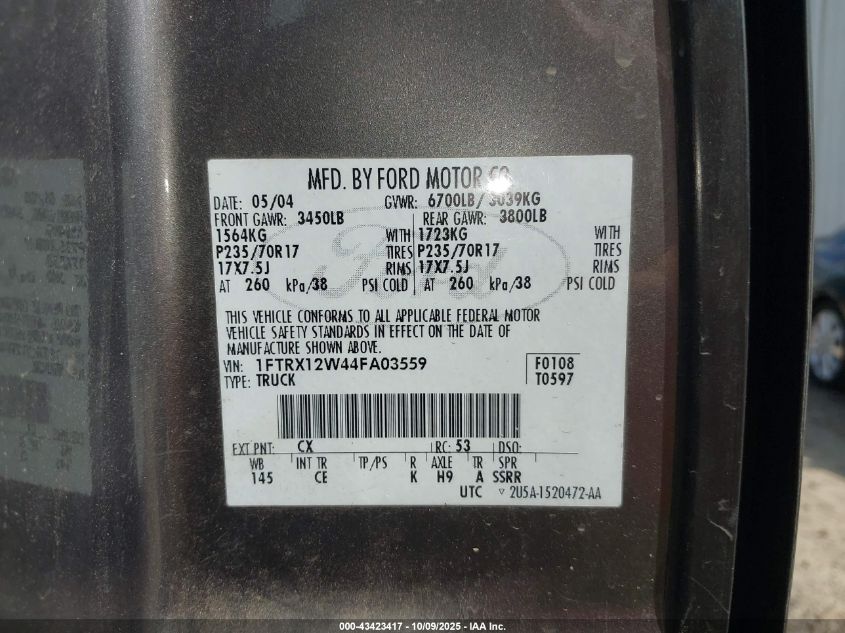 MFD. BY FORD MOTOR CO.
DATE: 05/04 GVWR: 6700LB/ 3039KG
FRONT GAWR: 3450LB REAR GAWR: 3800LB
1564KG WITH 1723KG WITH
P235/70R17 TIRES P235/70R17 TIRES
17X7.5J RIMS 17X7.5J RIMS
AT 260 kPa/38 PSI COLD AT 260 kPa/38 PSI COLD
Ford
THIS VEHICLE CONFORMS TO ALL APPLICABLE FEDERAL MOTOR
VEHICLE SAFETY STANDARDS IN EFFECT ON THE DATE OF
MANUFACTURE SHOWN ABOVE.
VIN: 1FTRX12W44FA03559 F0108
TYPE: TRUCK T0597
EXT PNT: CX RC: 53 DSO:
WB INT TR TP/PS R AXLE TR SPR
145 CE K H9 A SSRR
UTC 2U5A-1520472-AA
000-43423417 - 10/09/2025 - IAA Inc.